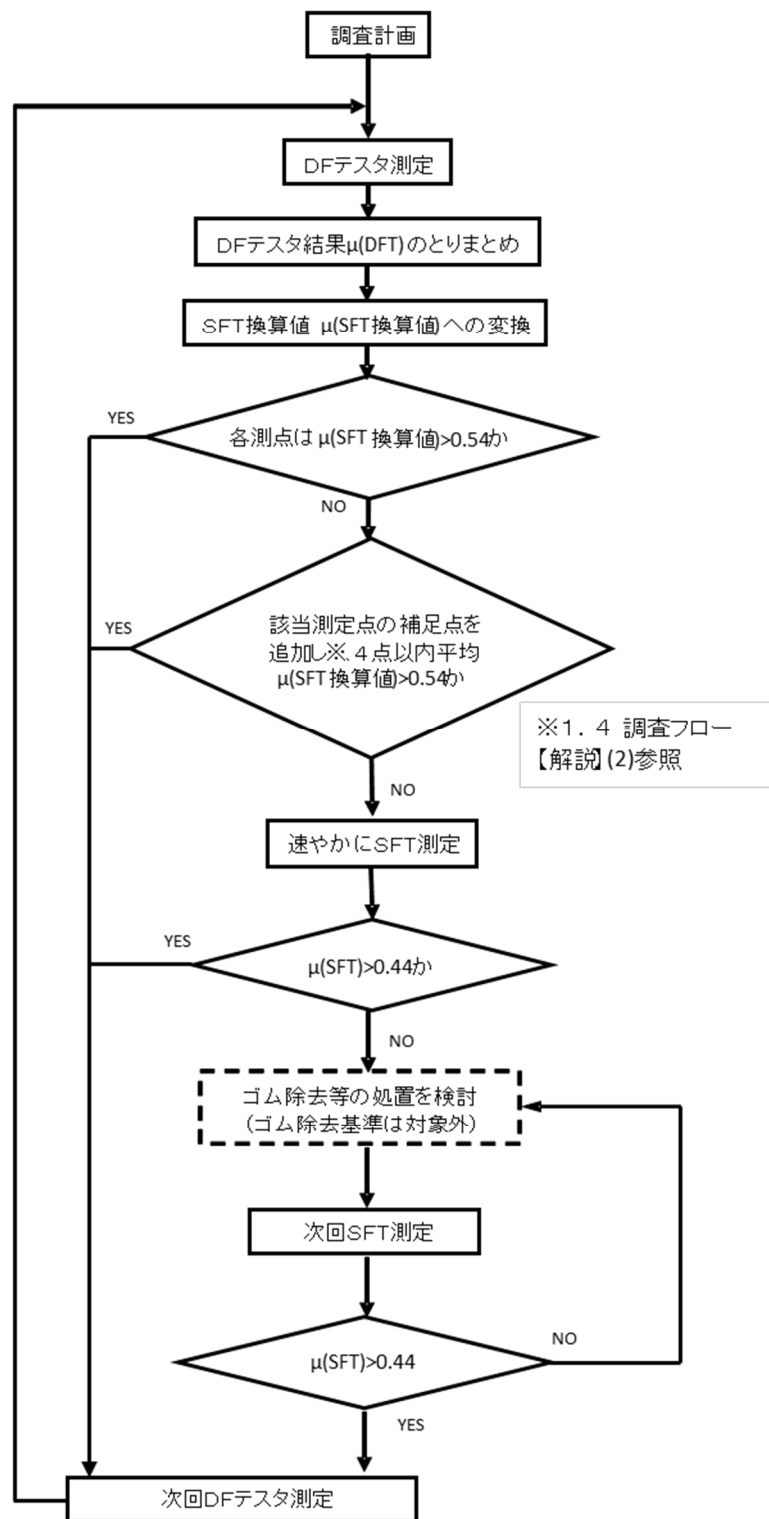 調査計画
DFテスタ測定
DFテスタ結果μ(DFT)のとりまとめ
SFT換算値 μ(SFT換算値)への変換
YES
各測点は μ(SFT換算値)>0.54か
NO
YES
該当測定点の補足点を
追加し※、4点以内平均
μ(SFT換算値)>0.54か
※1.4 調査フロー
【解説】(2)参照
NO
速やかにSFT測定
YES
μ(SFT)>0.44か
NO
ゴム除去等の処置を検討
(ゴム除去基準は対象外)
次回SFT測定
NO
μ(SFT)>0.44
YES
次回DFテスタ測定